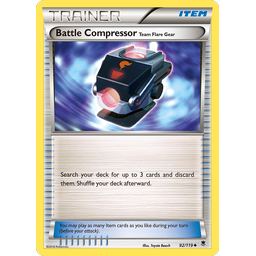 TRAINER
ITEM
Battle Compressor Team Flare Gear
Search your deck for up to 3 cards and discard
them. Shuffle your deck afterward.
You may play as many Item cards as you like during your turn
(before your attack).
Illus. Toyste Beach
92/119